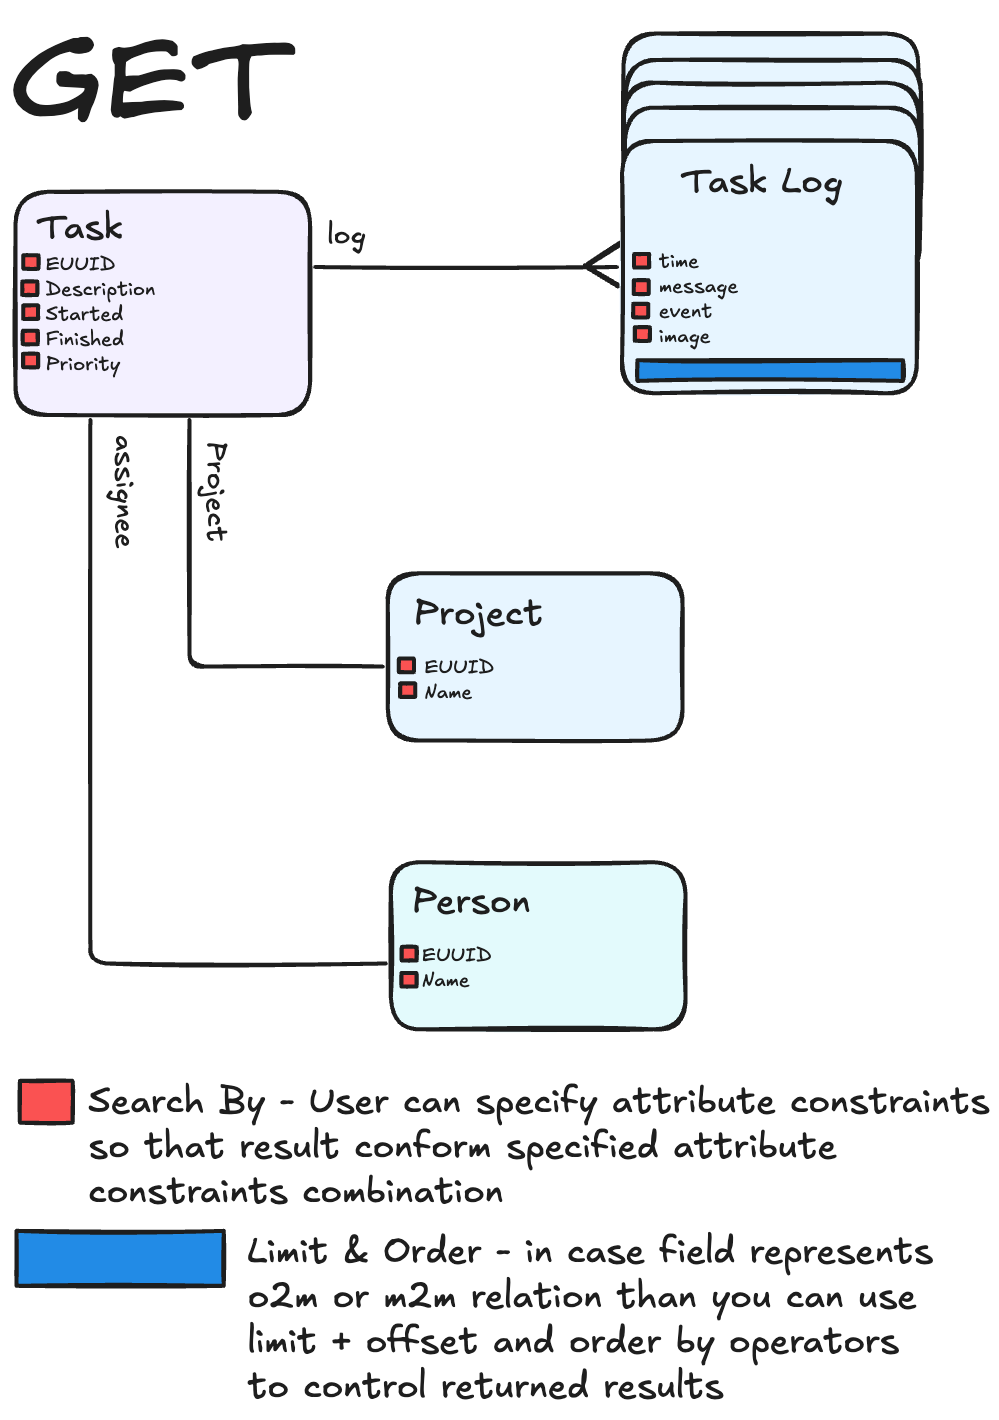 GET
Task
EUUID
Description
Started
Finished
Priority
log
Task Log
time
message
event
image
assignee
Project
Project
EUUID
Name
Person
EUUID
Name
Search By - User can specify attribute constraints
so that result conform specified attribute
constraints combination
Limit & Order - in case field represents
o2m or m2m relation than you can use
limit + offset and order by operators
to control returned results